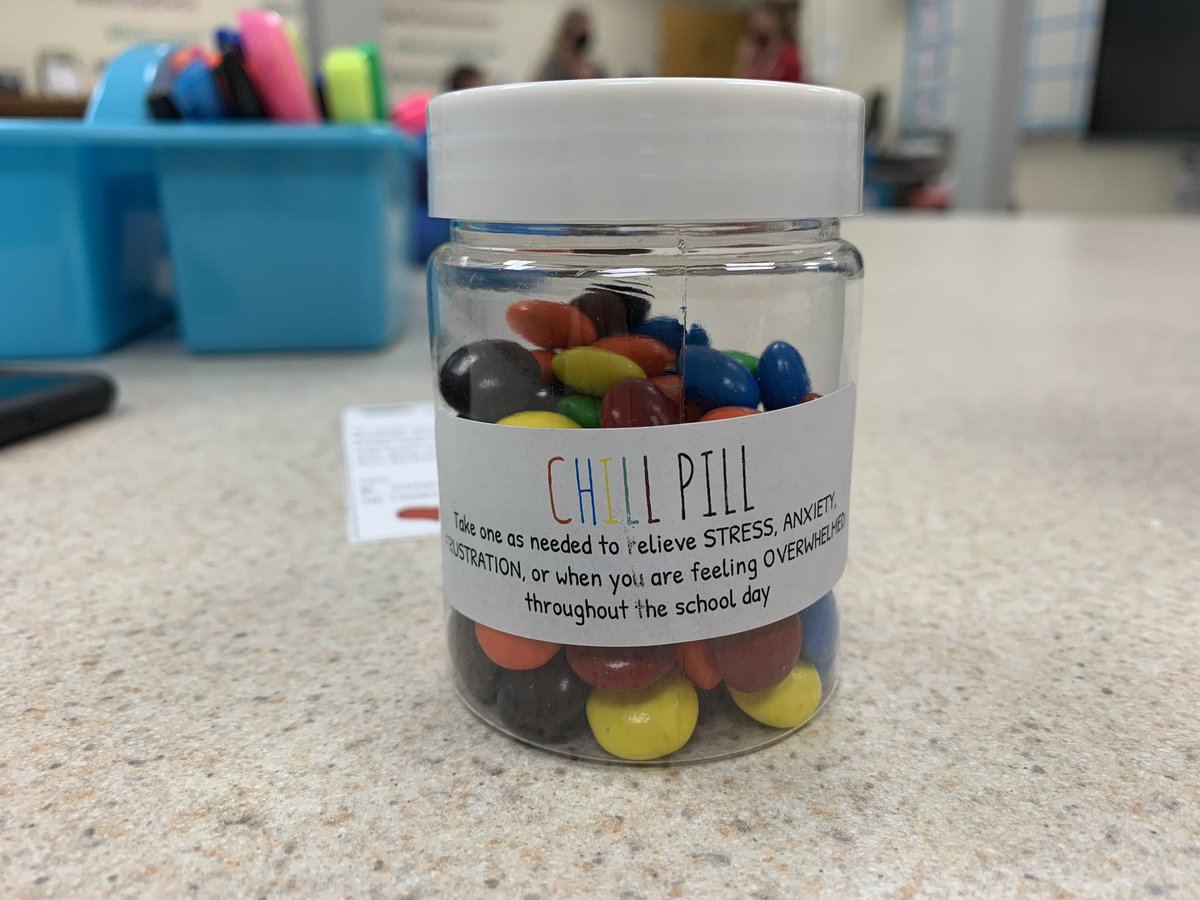 CHILL PILL
Take one as needed to relieve STRESS, ANXIETY,
FRUSTRATION, or when you are feeling OVERWHELMED
throughout the school day